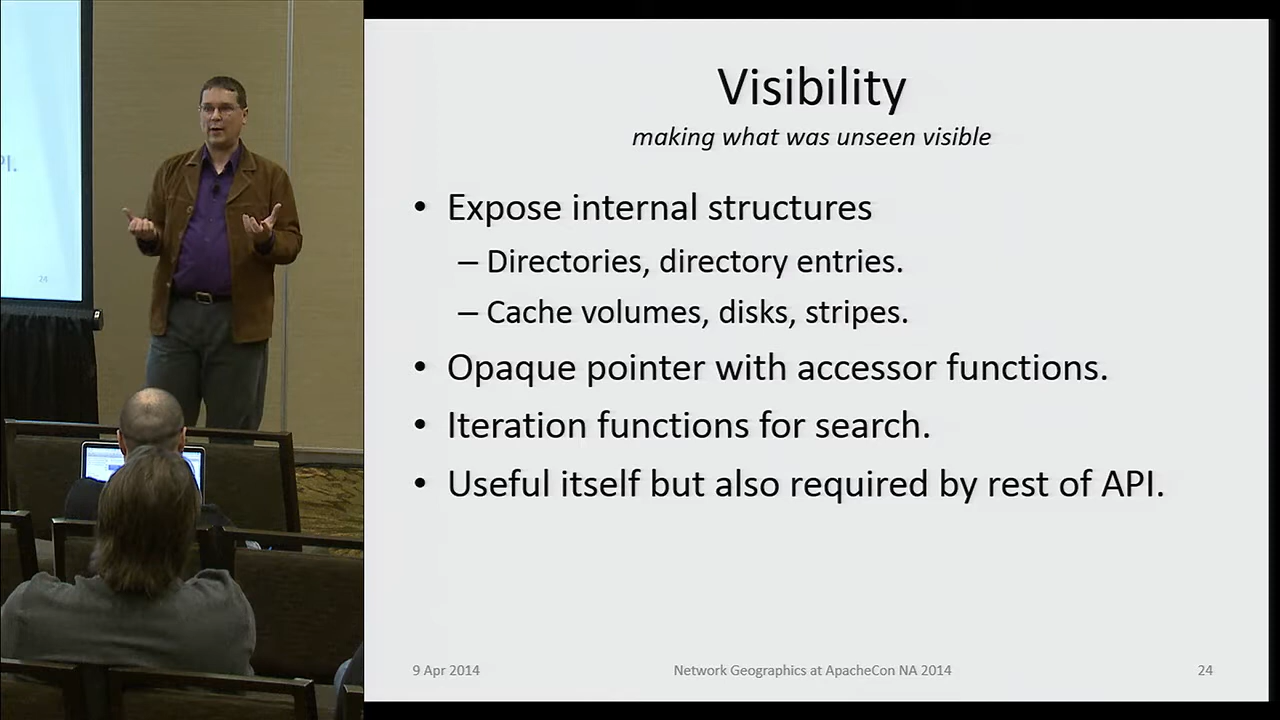 Visibility
making what was unseen visible
• Expose internal structures
– Directories, directory entries.
– Cache volumes, disks, stripes.
• Opaque pointer with accessor functions.
• Iteration functions for search.
• Useful itself but also required by rest of API.
9 Apr 2014
Network Geographics at ApacheCon NA 2014
24
PI.
24